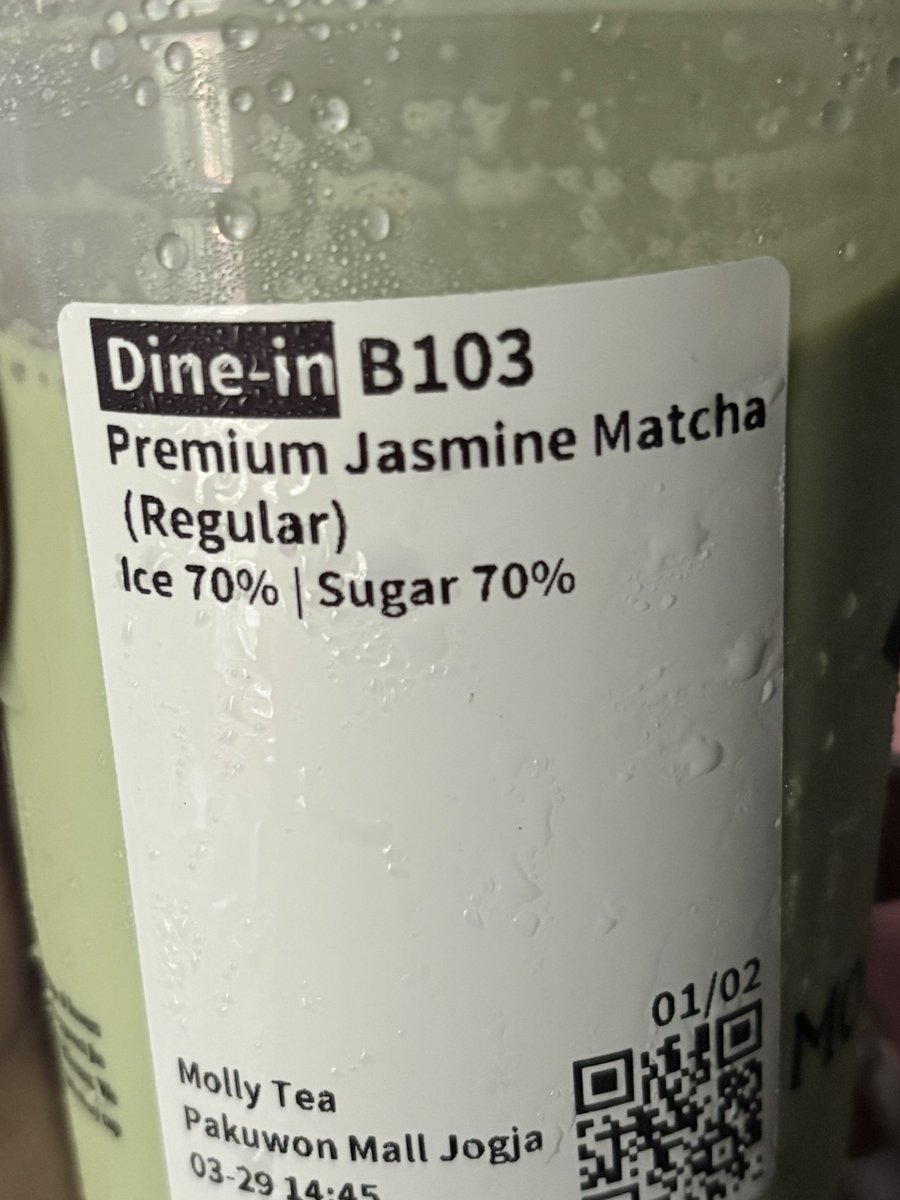 Dine-in B103
Premium Jasmine Matcha
(Regular)
Ice 70% | Sugar 70%
01/02
Molly Tea
Pakuwon Mall Jogja
03-29 14:45
MO